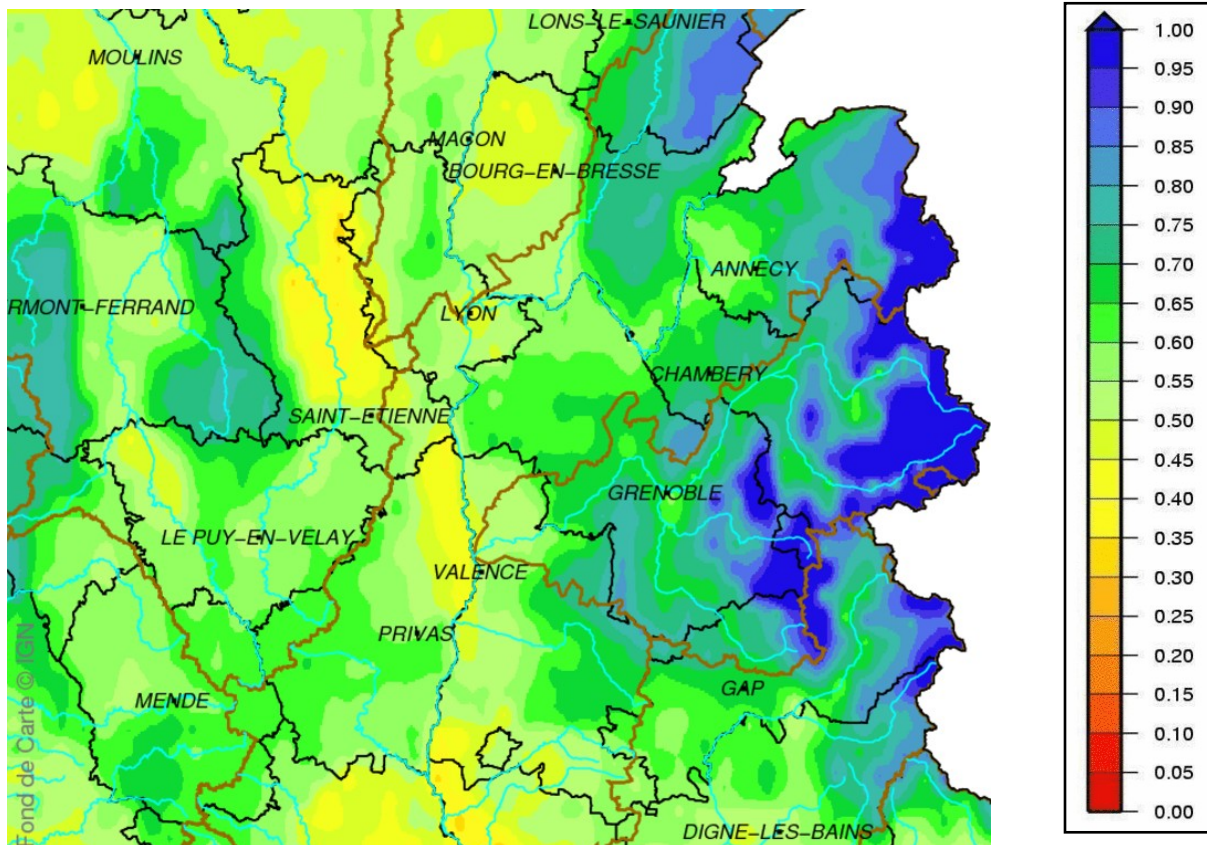 LONS-LE-SAUNIER
MOULINS
MACON
BOURG-EN-BRESSE
ANNECY
RMONT-FERRAND
LYON
CHAMBERY
SAINT-ETIENNE
GRENOBLE
LE PUY-EN-VELAY
VALENCE
PRIVAS
GAP
MENDE
DIGNE-LES-BAINS
Fond de Carte © IGN
1.00
0.95
0.90
0.85
0.80
0.75
0.70
0.65
0.60
0.55
0.50
0.45
0.40
0.35
0.30
0.25
0.20
0.15
0.10
0.05
0.00